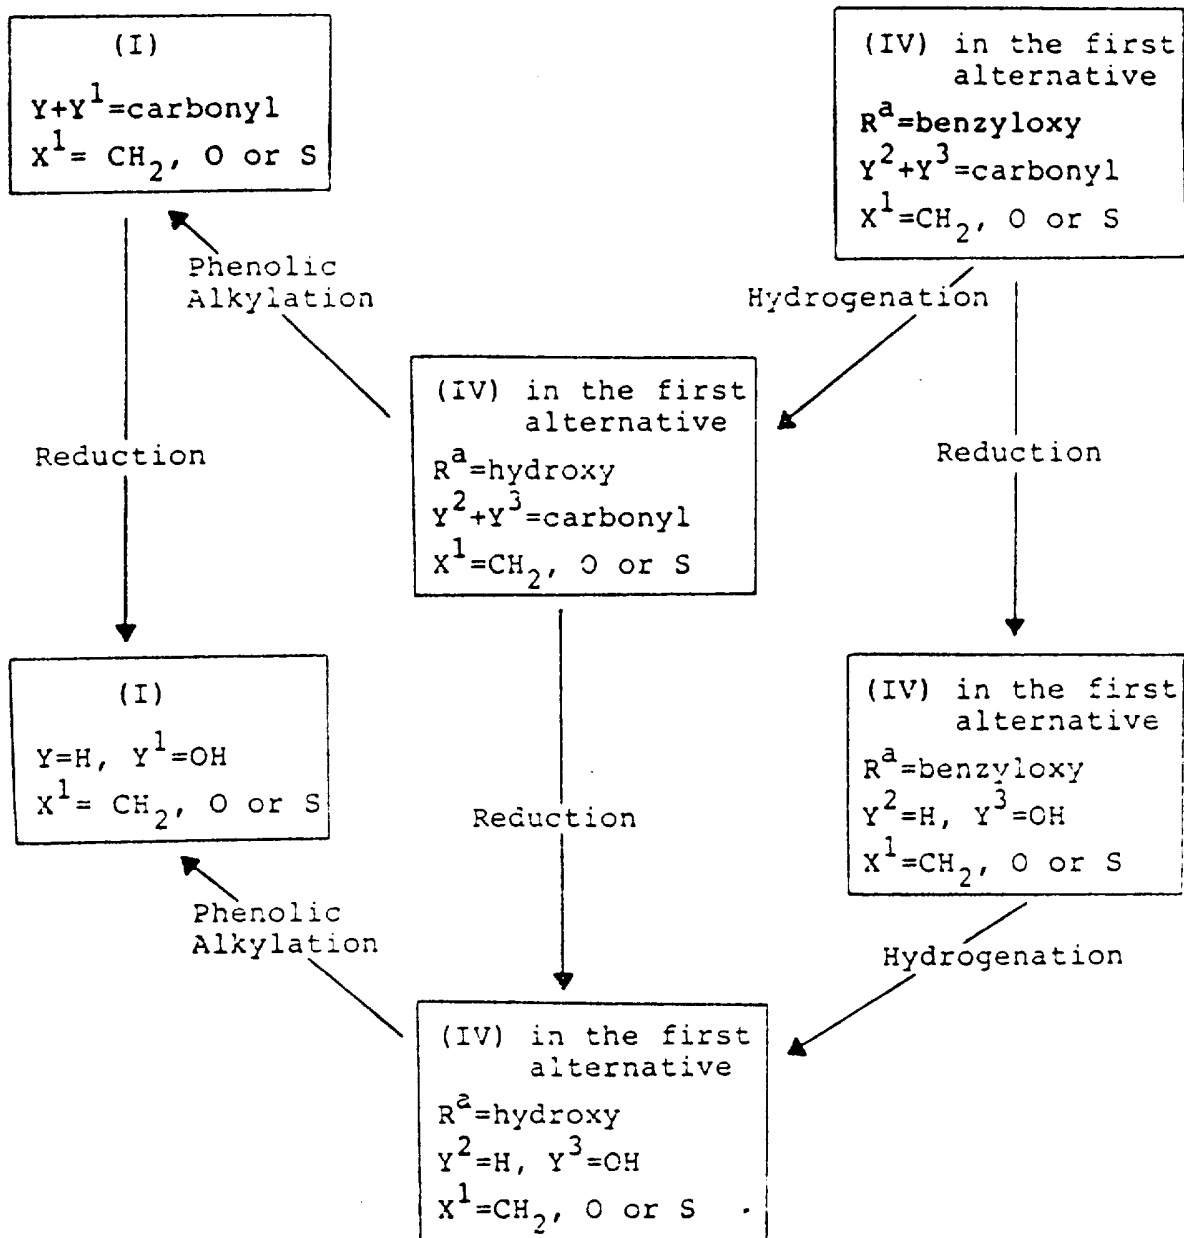 (I)
Y+Y¹=carbonyl
X¹= CH₂, O or S
(IV) in the first
alternative
Rᵃ=benzyloxy
Y²+Y³=carbonyl
X¹=CH₂, O or S
Phenolic
Alkylation
Hydrogenation
(IV) in the first
alternative
Rᵃ=hydroxy
Y²+Y³=carbonyl
X¹=CH₂, O or S
Reduction
Reduction
(I)
Y=H, Y¹=OH
X¹= CH₂, O or S
(IV) in the first
alternative
Rᵃ=benzyloxy
Y²=H, Y³=OH
X¹=CH₂, O or S
Reduction
Phenolic
Alkylation
Hydrogenation
(IV) in the first
alternative
Rᵃ=hydroxy
Y²=H, Y³=OH
X¹=CH₂, O or S